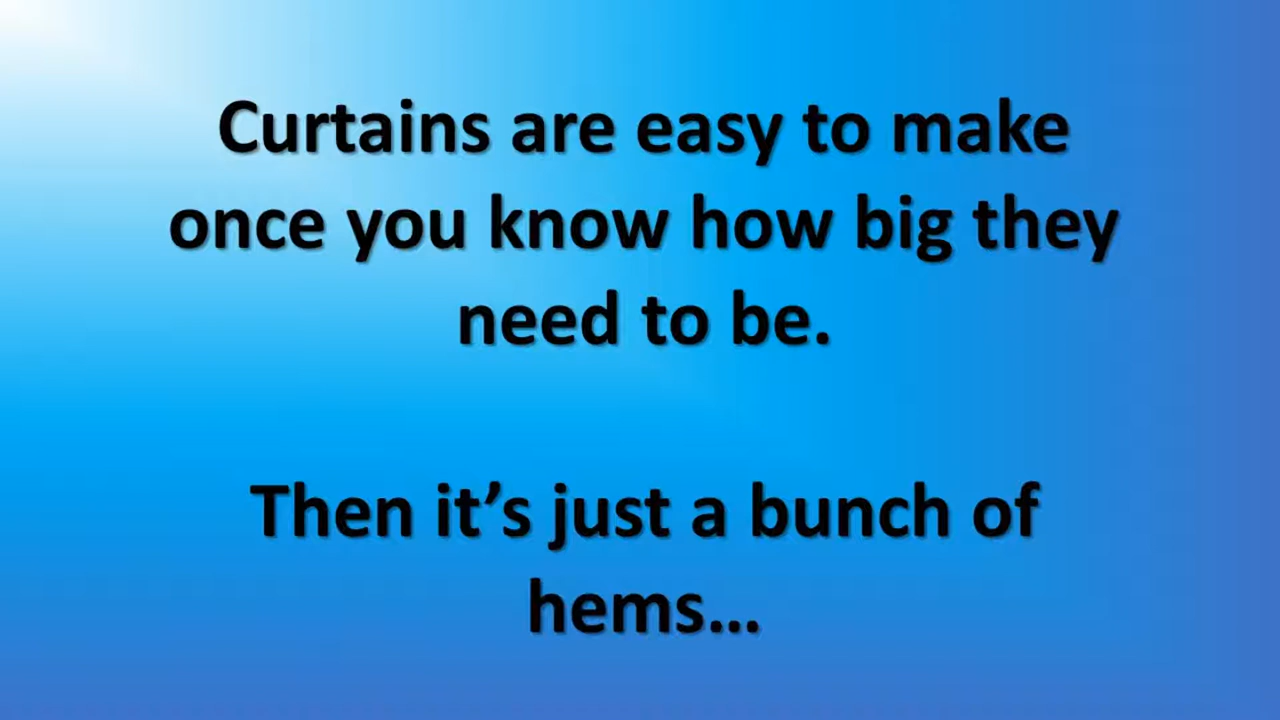 Curtains are easy to make
once you know how big they
need to be.
Then it’s just a bunch of
hems…